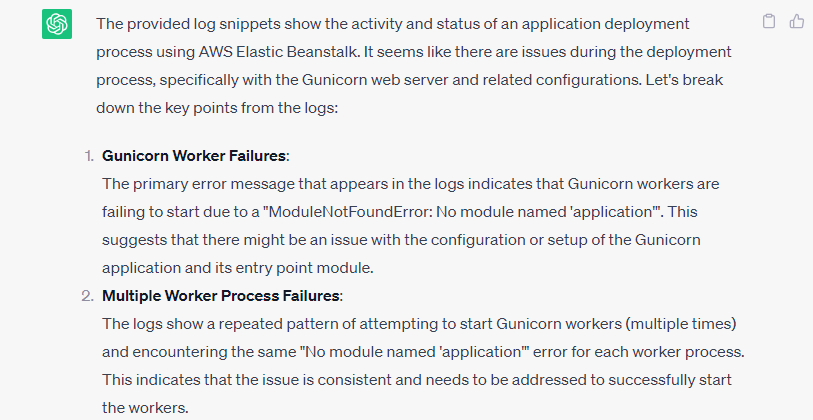 The provided log snippets show the activity and status of an application deployment
process using AWS Elastic Beanstalk. It seems like there are issues during the deployment
process, specifically with the Gunicorn web server and related configurations. Let's break
down the key points from the logs:
1. Gunicorn Worker Failures:
The primary error message that appears in the logs indicates that Gunicorn workers are
failing to start due to a "ModuleNotFoundError: No module named 'application'". This
suggests that there might be an issue with the configuration or setup of the Gunicorn
application and its entry point module.
2. Multiple Worker Process Failures:
The logs show a repeated pattern of attempting to start Gunicorn workers (multiple times)
and encountering the same "No module named 'application'" error for each worker process.
This indicates that the issue is consistent and needs to be addressed to successfully start
the workers.